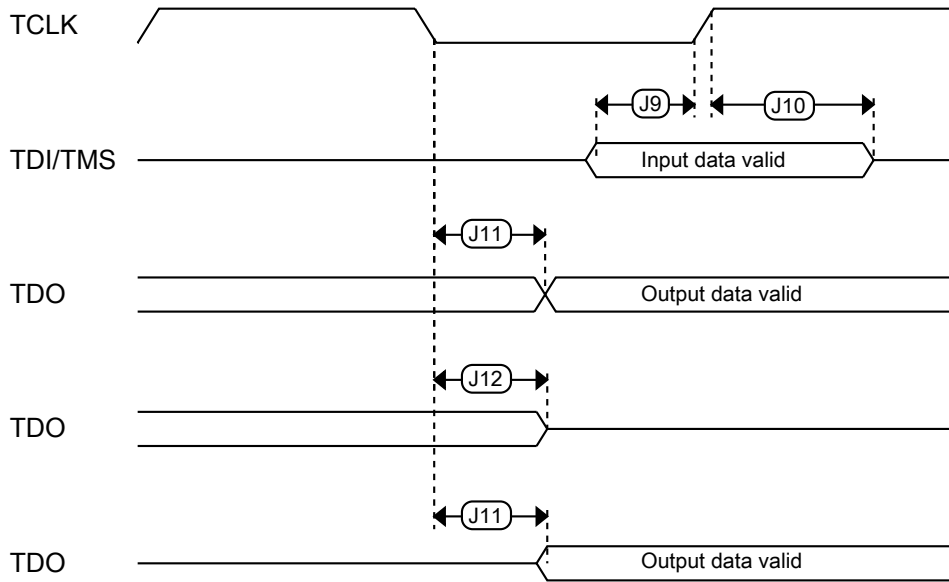 TCLK
J9
J10
TDI/TMS
Input data valid
J11
TDO
Output data valid
J12
TDO
J11
TDO
Output data valid